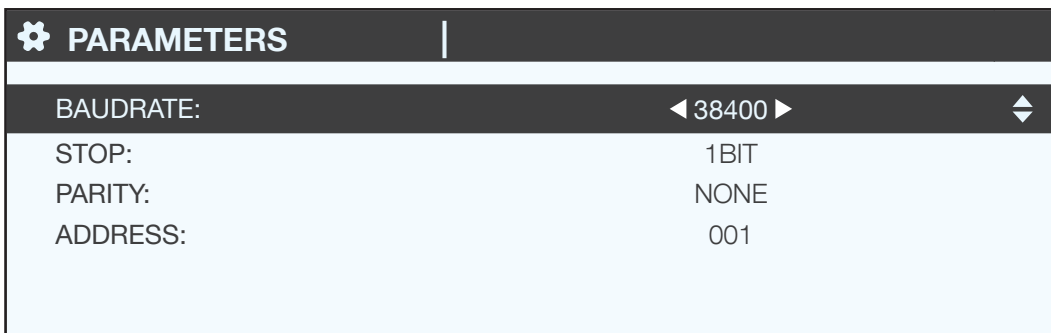 PARAMETERS
BAUDRATE: 38400
STOP: 1BIT
PARITY: NONE
ADDRESS: 001